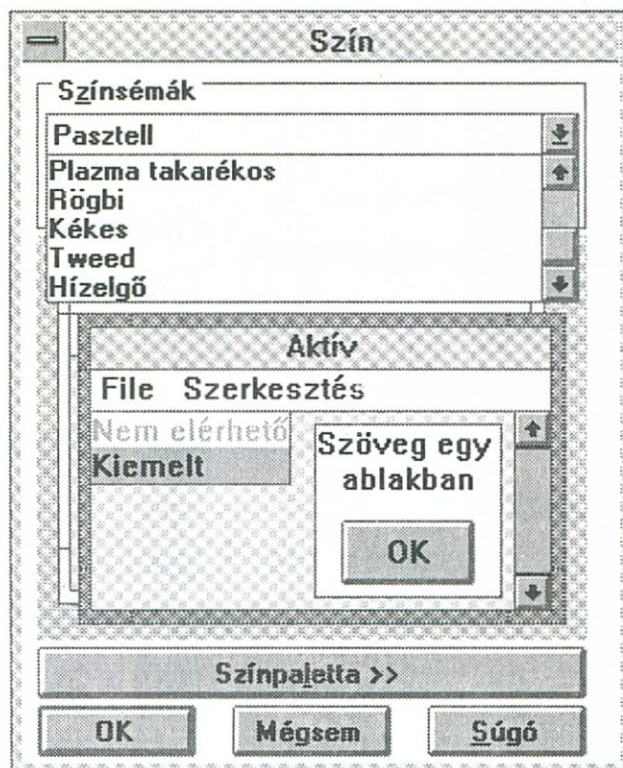 Szín
Színsémák
Pasztell
Plazma takarékos
Rögbi
Kékes
Tweed
Hízelgő
Aktív
File Szerkesztés
Nem elérhető
Kiemelt
Szöveg egy
ablakban
OK
Színpaletta >>
OK Mégsem Súgó